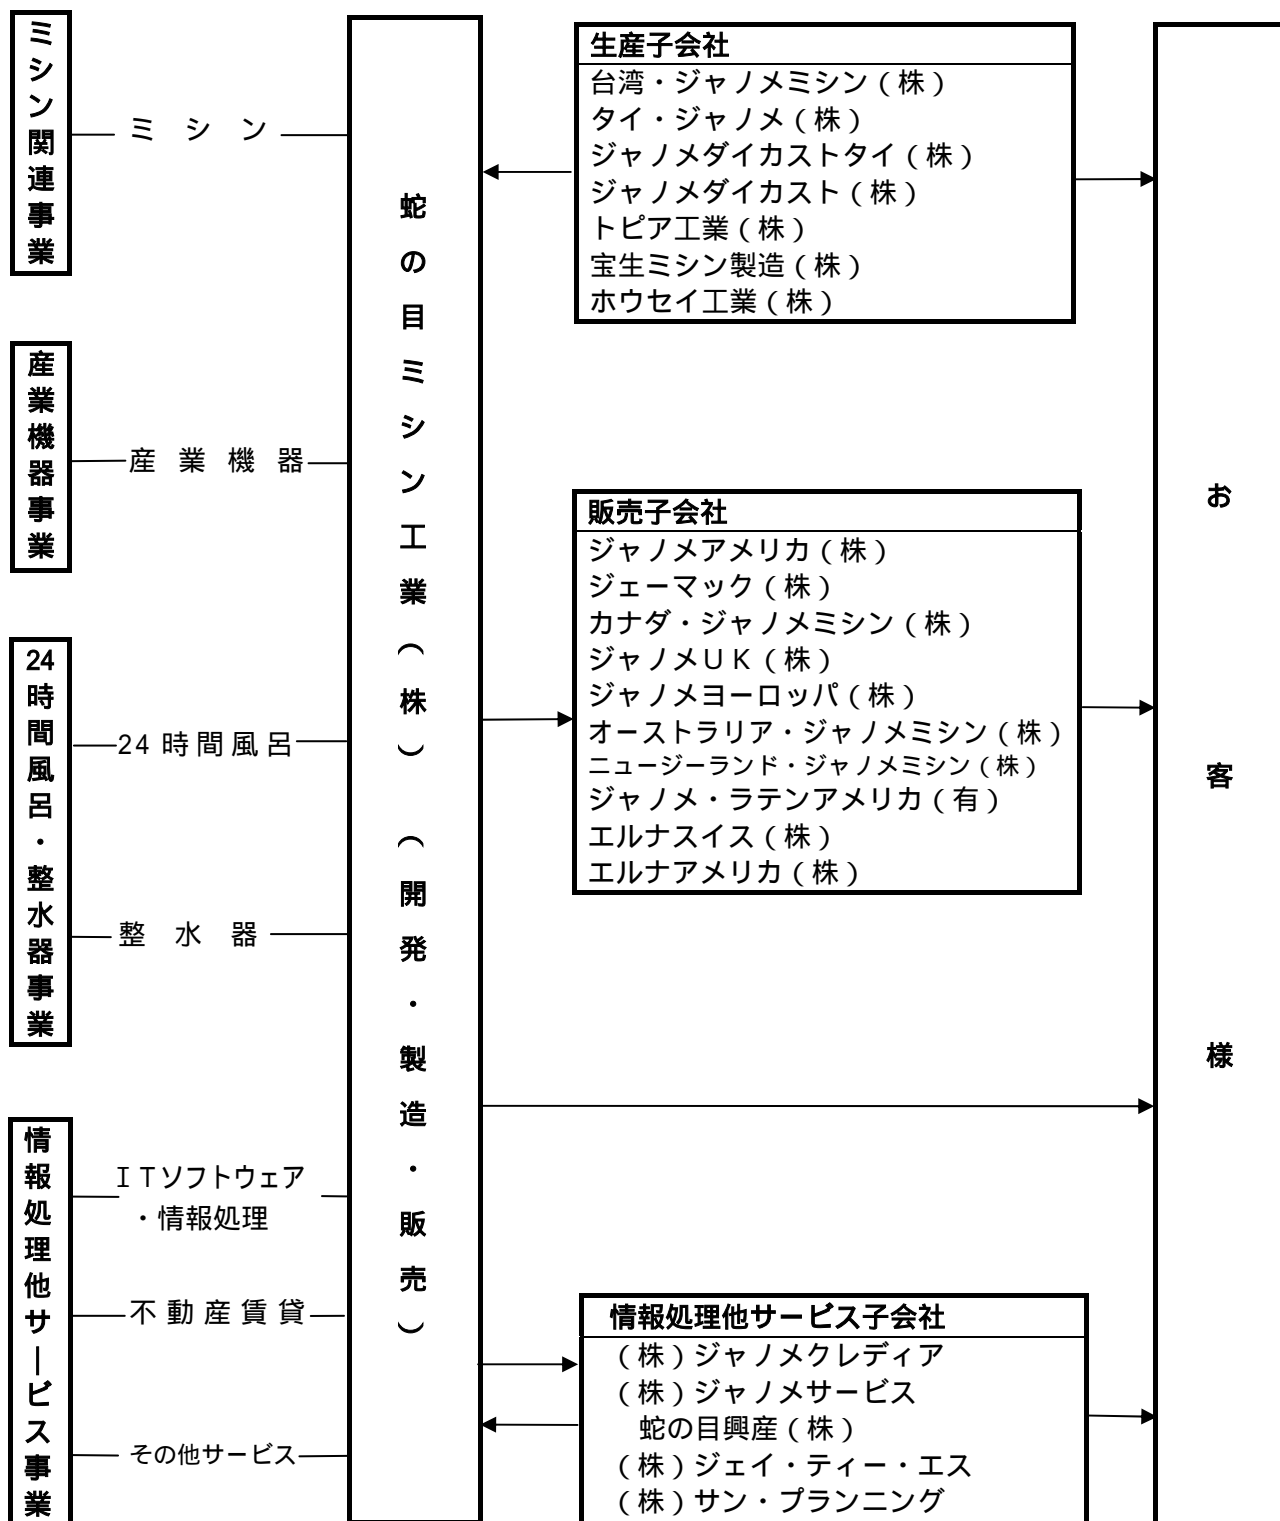 ミシン関連事業
ミシン
産業機器事業
産業機器
24時間風呂・整水器事業
24時間風呂
整水器
情報処理他サービス事業
ＩＴソフトウェア
・情報処理
不動産賃貸
その他サービス
蛇の目ミシン工業（株）（開発・製造・販売）
生産子会社
台湾・ジャノメミシン（株）
タイ・ジャノメ（株）
ジャノメダイカストタイ（株）
ジャノメダイカスト（株）
トピア工業（株）
宝生ミシン製造（株）
ホウセイ工業（株）
販売子会社
ジャノメアメリカ（株）
ジェーマック（株）
カナダ・ジャノメミシン（株）
ジャノメＵＫ（株）
ジャノメヨーロッパ（株）
オーストラリア・ジャノメミシン（株）
ニュージーランド・ジャノメミシン（株）
ジャノメ・ラテンアメリカ（有）
エルナスイス（株）
エルナアメリカ（株）
情報処理他サービス子会社
（株）ジャノメクレディア
（株）ジャノメサービス
蛇の目興産（株）
（株）ジェイ・ティー・エス
（株）サン・プランニング
お客様